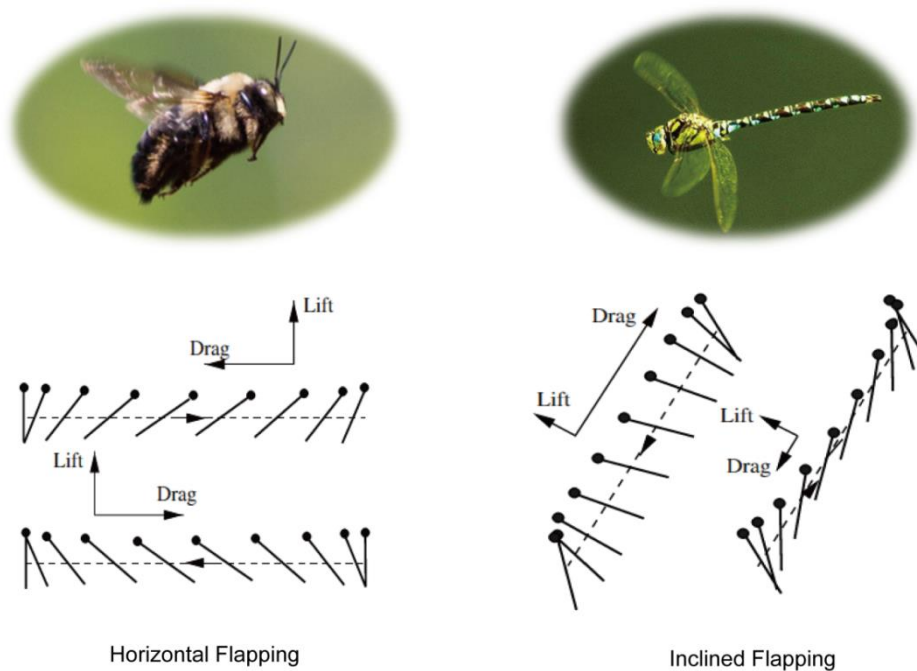 Lift
Drag
Lift
Drag
Drag
Lift
Lift
Drag
Horizontal Flapping
Inclined Flapping